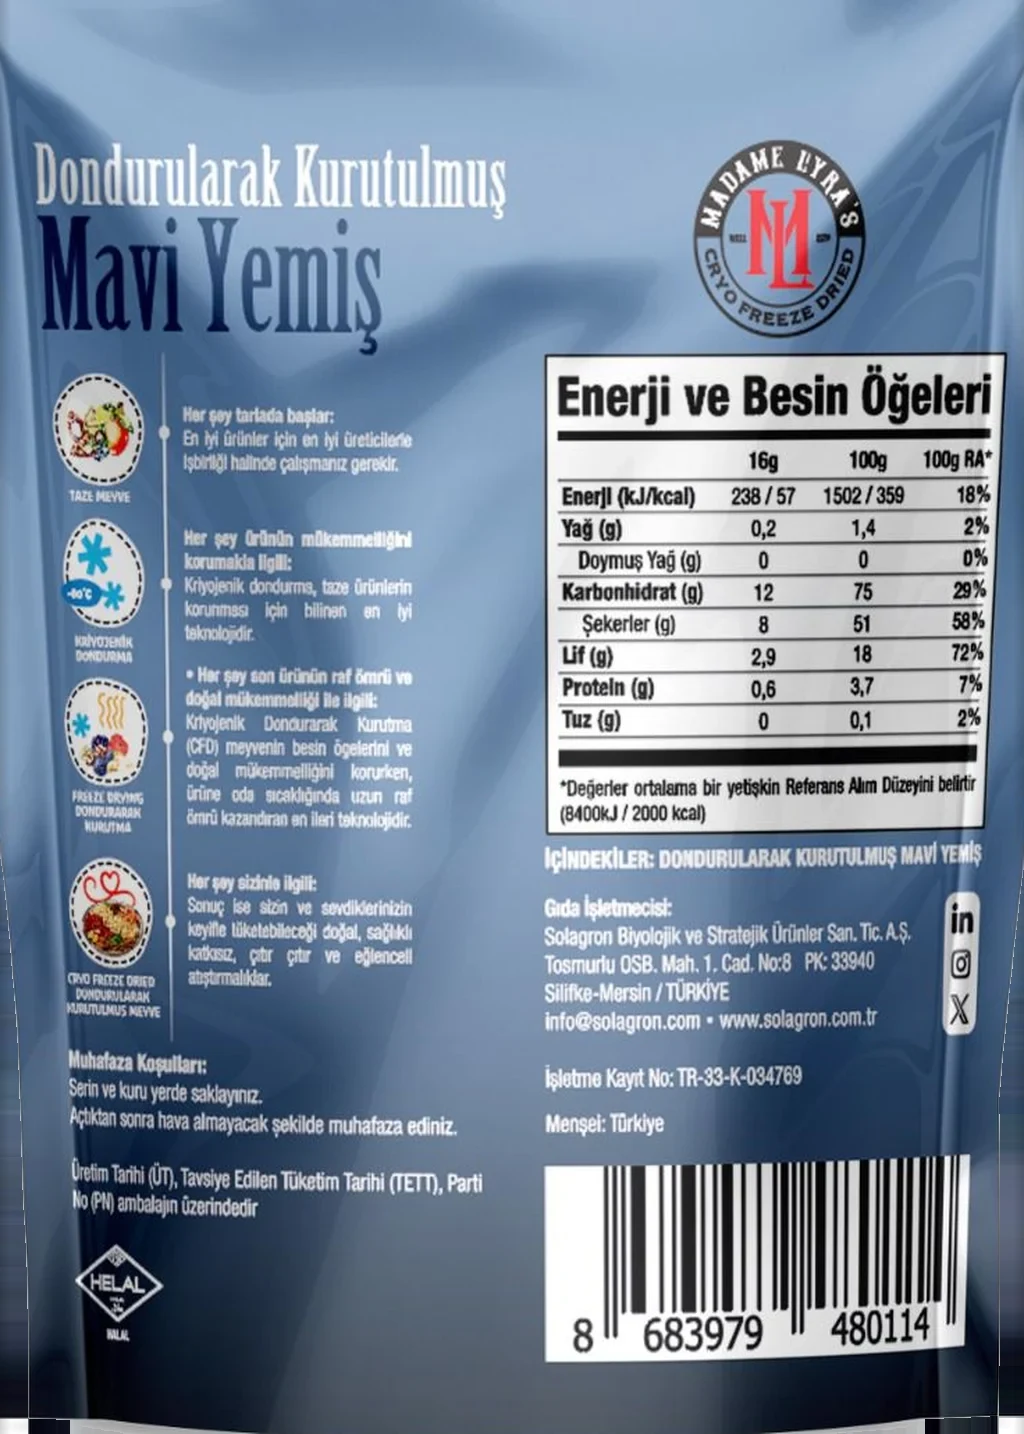 Dondurularak Kurutulmuş
Mavi Yemiş
MADAME L'YRA'S
ML
CRYO FREEZE DRIED
TAZE MEYVE
Her şey tarlada başlar:
En iyi ürünler için en iyi üreticilerle
işbirliği halinde çalışmanız gerekir.
-80°C
KRİYOJENİK
DONDURMA
Her şey ürünün mükemmelliğini
korumakla ilgili:
Kriyojenik dondurma, taze ürünlerin
korunması için bilinen en iyi
teknolojidir.
FREEZE DRYING
DONDURARAK
KURUTMA
• Her şey son ürünün raf ömrü ve
doğal mükemmelliği ile ilgili:
Kriyojenik Dondurarak Kurutma
(CFD) meyvenin besin ögelerini ve
doğal mükemmelliğini korurken,
ürüne oda sıcaklığında uzun raf
ömrü kazandıran en ileri teknolojidir.
CRYO FREEZE DRIED
DONDURULARAK
KURUTULMUŞ MEYVE
Her şey sizinle ilgili:
Sonuç ise sizin ve sevdiklerinizin
keyifle tüketebileceği doğal, sağlıklı
katkısız, çıtır çıtır ve eğlenceli
atıştırmalıklar.
Muhafaza Koşulları:
Serin ve kuru yerde saklayınız.
Açtıktan sonra hava almayacak şekilde muhafaza ediniz.
Üretim Tarihi (ÜT), Tavsiye Edilen Tüketim Tarihi (TETT), Parti
No (PN) ambalajın üzerindedir
HELAL
HALAL
Enerji ve Besin Öğeleri
16g 100g 100g RA*
Enerji (kJ/kcal) 238 / 57 1502 / 359 18%
Yağ (g) 0,2 1,4 2%
Doymuş Yağ (g) 0 0 0%
Karbonhidrat (g) 12 75 29%
Şekerler (g) 8 51 58%
Lif (g) 2,9 18 72%
Protein (g) 0,6 3,7 7%
Tuz (g) 0 0,1 2%
*Değerler ortalama bir yetişkin Referans Alım Düzeyini belirtir
(8400kJ / 2000 kcal)
İÇİNDEKİLER: DONDURULARAK KURUTULMUŞ MAVİ YEMİŞ
Gıda İşletmecisi:
Solagron Biyolojik ve Stratejik Ürünler San. Tic. A.Ş.
Tosmurlu OSB. Mah. 1. Cad. No:8 PK: 33940
Silifke-Mersin / TÜRKİYE
info@solagron.com • www.solagron.com.tr
in
X
İşletme Kayıt No: TR-33-K-034769
Menşei: Türkiye
8 683979 480114